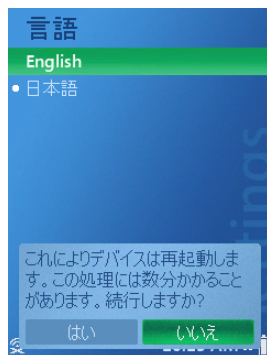 言語
English
日本語
これによりデバイスは再起動しま
す。この処理には数分かかること
があります。続行しますか?
はい
いいえ